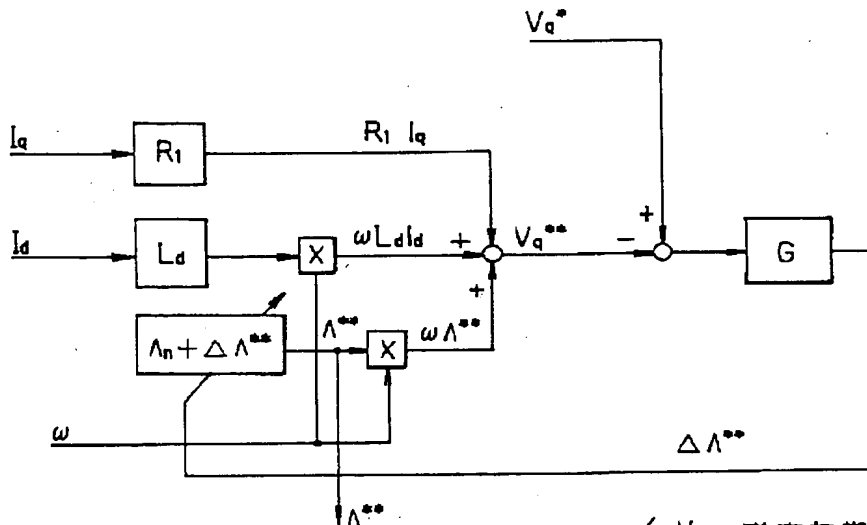 Vq*
Iq
R1
R1 Iq
+
Id
Ld
X
ωLdId
+
Vq**
−
G
+
Λn + ΔΛ**
Λ**
X
ωΛ**
ω
ΔΛ**
Λ**